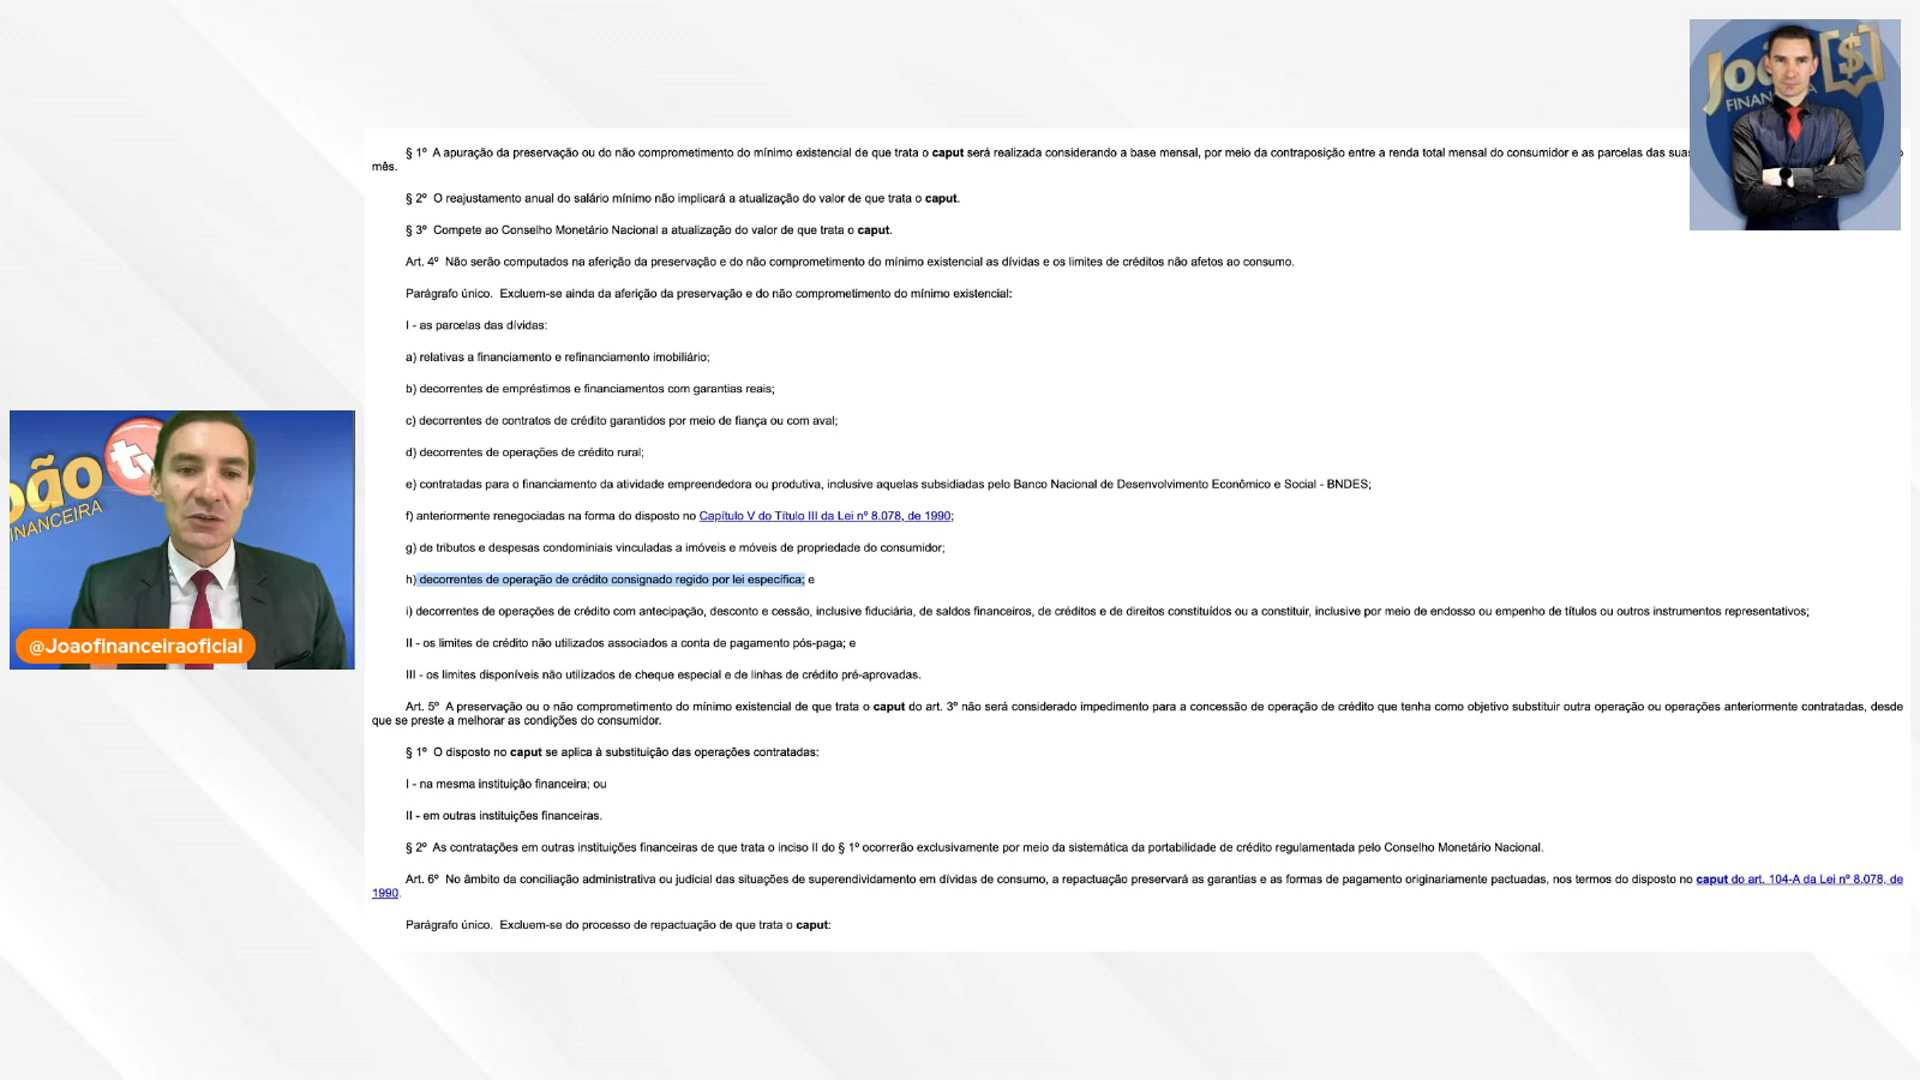 João
FINANCEIRA
[$]
§ 1º A apuração da preservação ou do não comprometimento do mínimo existencial de que trata o caput será realizada considerando a base mensal, por meio da contraposição entre a renda total mensal do consumidor e as parcelas das suas
mês.
§ 2º O reajustamento anual do salário mínimo não implicará a atualização do valor de que trata o caput.
§ 3º Compete ao Conselho Monetário Nacional a atualização do valor de que trata o caput.
Art. 4º Não serão computados na aferição da preservação e do não comprometimento do mínimo existencial as dívidas e os limites de créditos não afetos ao consumo.
Parágrafo único. Excluem-se ainda da aferição da preservação e do não comprometimento do mínimo existencial:
I - as parcelas das dívidas:
a) relativas a financiamento e refinanciamento imobiliário;
b) decorrentes de empréstimos e financiamentos com garantias reais;
c) decorrentes de contratos de crédito garantidos por meio de fiança ou com aval;
d) decorrentes de operações de crédito rural;
e) contratadas para o financiamento da atividade empreendedora ou produtiva, inclusive aquelas subsidiadas pelo Banco Nacional de Desenvolvimento Econômico e Social - BNDES;
f) anteriormente renegociadas na forma do disposto no Capítulo V do Título III da Lei nº 8.078, de 1990;
g) de tributos e despesas condominiais vinculadas a imóveis e móveis de propriedade do consumidor;
h) decorrentes de operação de crédito consignado regido por lei específica; e
i) decorrentes de operações de crédito com antecipação, desconto e cessão, inclusive fiduciária, de saldos financeiros, de créditos e de direitos constituídos ou a constituir, inclusive por meio de endosso ou empenho de títulos ou outros instrumentos representativos;
II - os limites de crédito não utilizados associados a conta de pagamento pós-paga; e
III - os limites disponíveis não utilizados de cheque especial e de linhas de crédito pré-aprovadas.
Art. 5º A preservação ou o não comprometimento do mínimo existencial de que trata o caput do art. 3º não será considerado impedimento para a concessão de operação de crédito que tenha como objetivo substituir outra operação ou operações anteriormente contratadas, desde
que se preste a melhorar as condições do consumidor.
§ 1º O disposto no caput se aplica à substituição das operações contratadas:
I - na mesma instituição financeira; ou
II - em outras instituições financeiras.
§ 2º As contratações em outras instituições financeiras de que trata o inciso II do § 1º ocorrerão exclusivamente por meio da sistemática da portabilidade de crédito regulamentada pelo Conselho Monetário Nacional.
Art. 6º No âmbito da conciliação administrativa ou judicial das situações de superendividamento em dívidas de consumo, a repactuação preservará as garantias e as formas de pagamento originariamente pactuadas, nos termos do disposto no caput do art. 104-A da Lei nº 8.078, de
1990.
Parágrafo único. Excluem-se do processo de repactuação de que trata o caput:
oão
tv
INANCEIRA
@Joaofinanceiraoficial